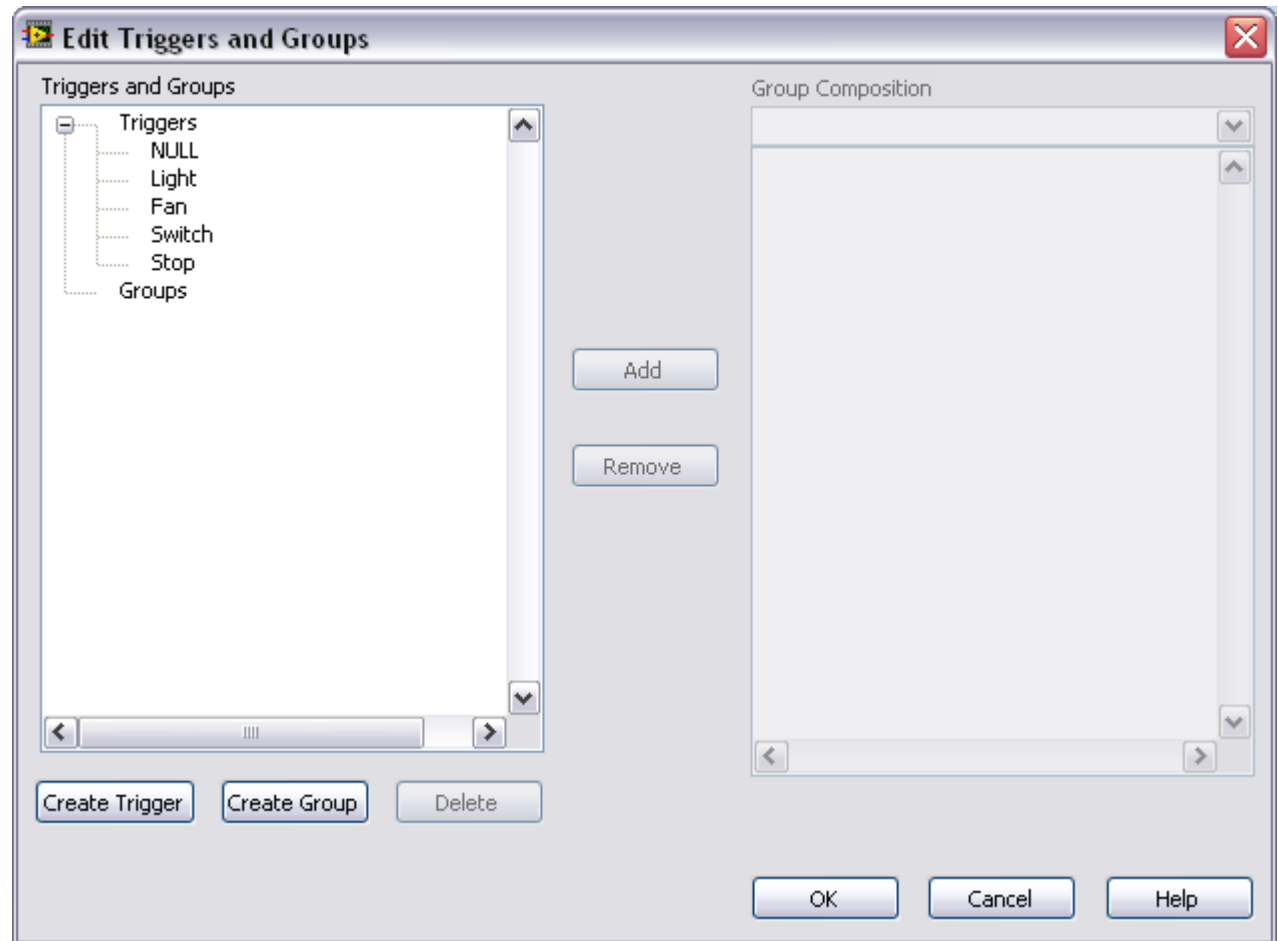 Edit Triggers and Groups
Triggers and Groups
Triggers
NULL
Light
Fan
Switch
Stop
Groups
Create Trigger
Create Group
Delete
Add
Remove
Group Composition
OK
Cancel
Help